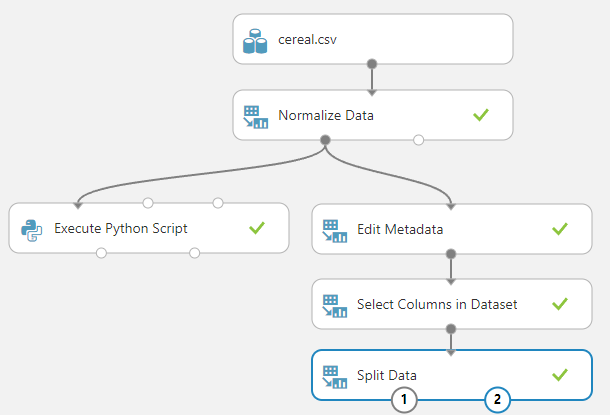 cereal.csv
Normalize Data
Execute Python Script
Edit Metadata
Select Columns in Dataset
Split Data
1 2